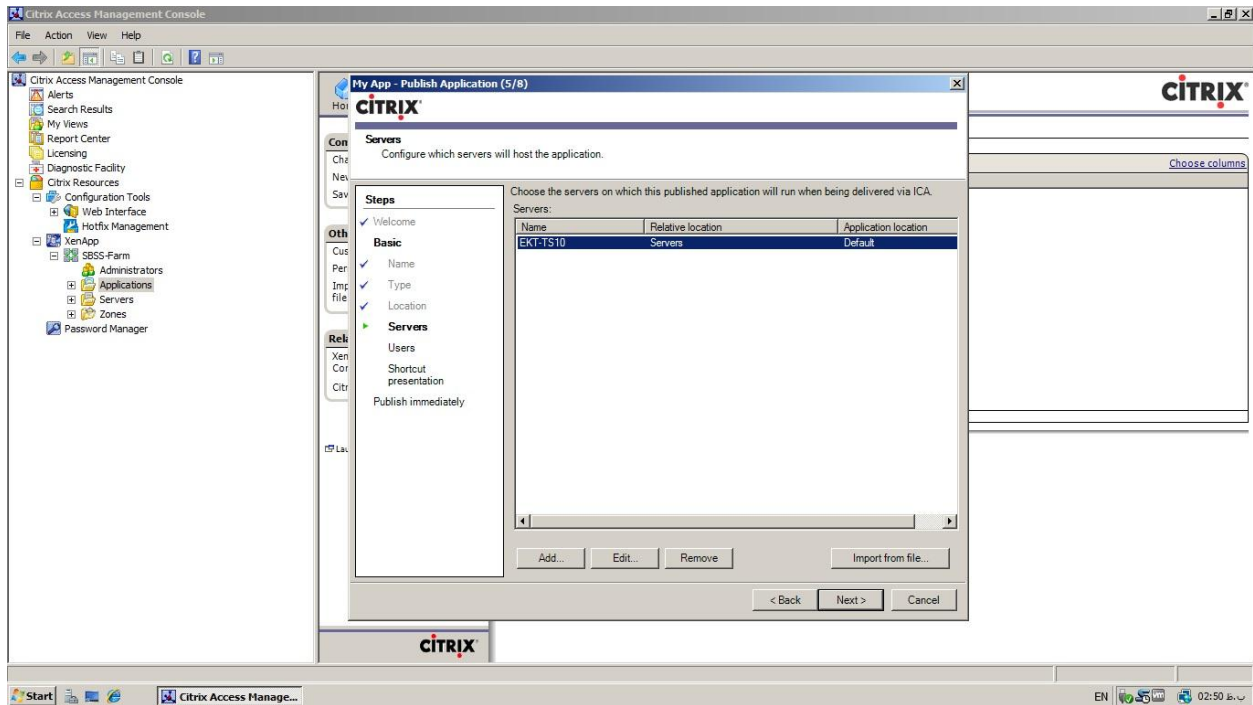 Citrix Access Management Console
File Action View Help
Citrix Access Management Console
Alerts
Search Results
My Views
Report Center
Licensing
Diagnostic Facility
Citrix Resources
Configuration Tools
Web Interface
Hotfix Management
XenApp
SBSS-Farm
Administrators
Applications
Servers
Zones
Password Manager
CITRIX
Choose columns
My App - Publish Application (5/8)
CITRIX
Servers
Configure which servers will host the application.
Steps
Welcome
Basic
Name
Type
Location
Servers
Users
Shortcut
presentation
Publish immediately
Choose the servers on which this published application will run when being delivered via ICA.
Servers:
Name Relative location Application location
EKT-TS10 Servers Default
Add... Edit... Remove Import from file...
< Back Next > Cancel
CITRIX
Start Citrix Access Manage... EN 02:50 ب.ظ